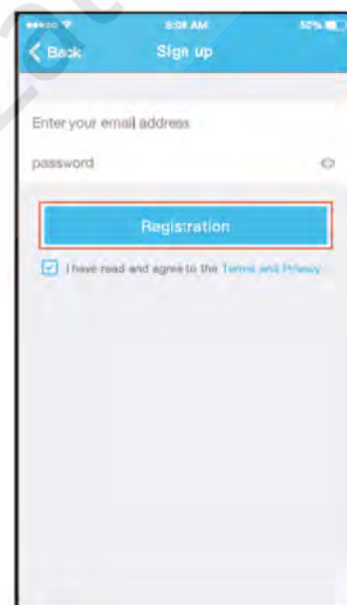 8:08 AM 50%
Back Sign up
Enter your email address
password
Registration
I have read and agree to the Terms and Privacy